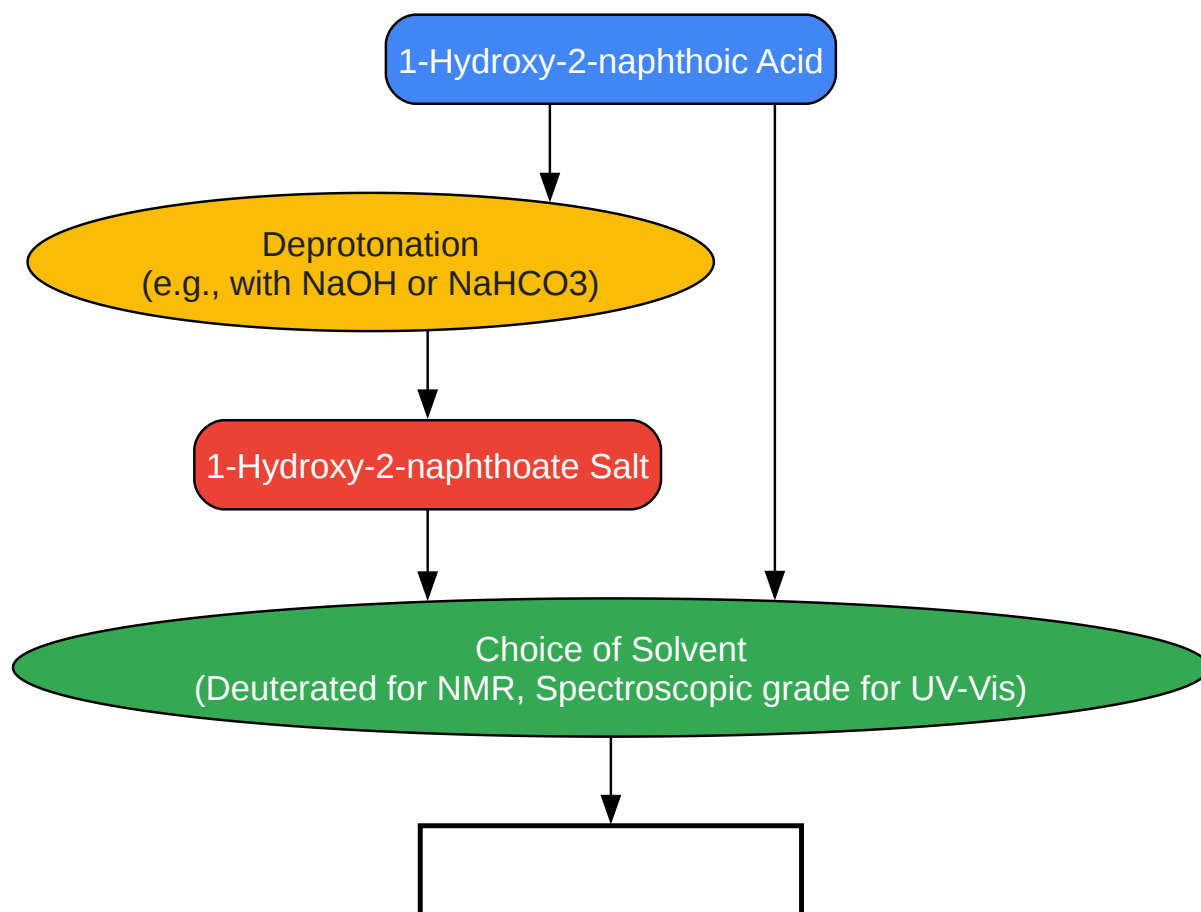 1-Hydroxy-2-naphthoic Acid
Deprotonation
(e.g., with NaOH or NaHCO3)
1-Hydroxy-2-naphthoate Salt
Choice of Solvent
(Deuterated for NMR, Spectroscopic grade for UV-Vis)